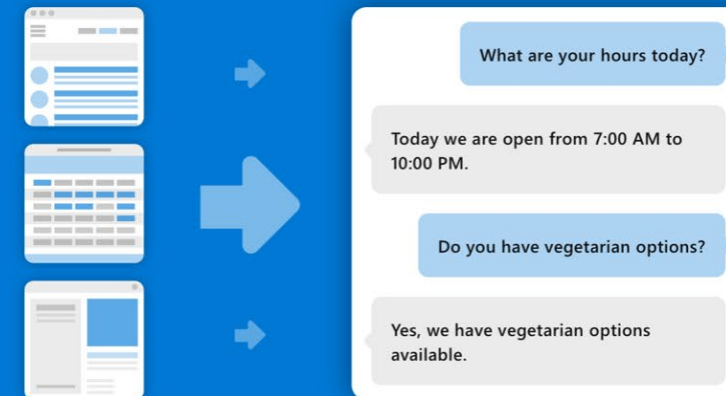 What are your hours today?
Today we are open from 7:00 AM to
10:00 PM.
Do you have vegetarian options?
Yes, we have vegetarian options
available.